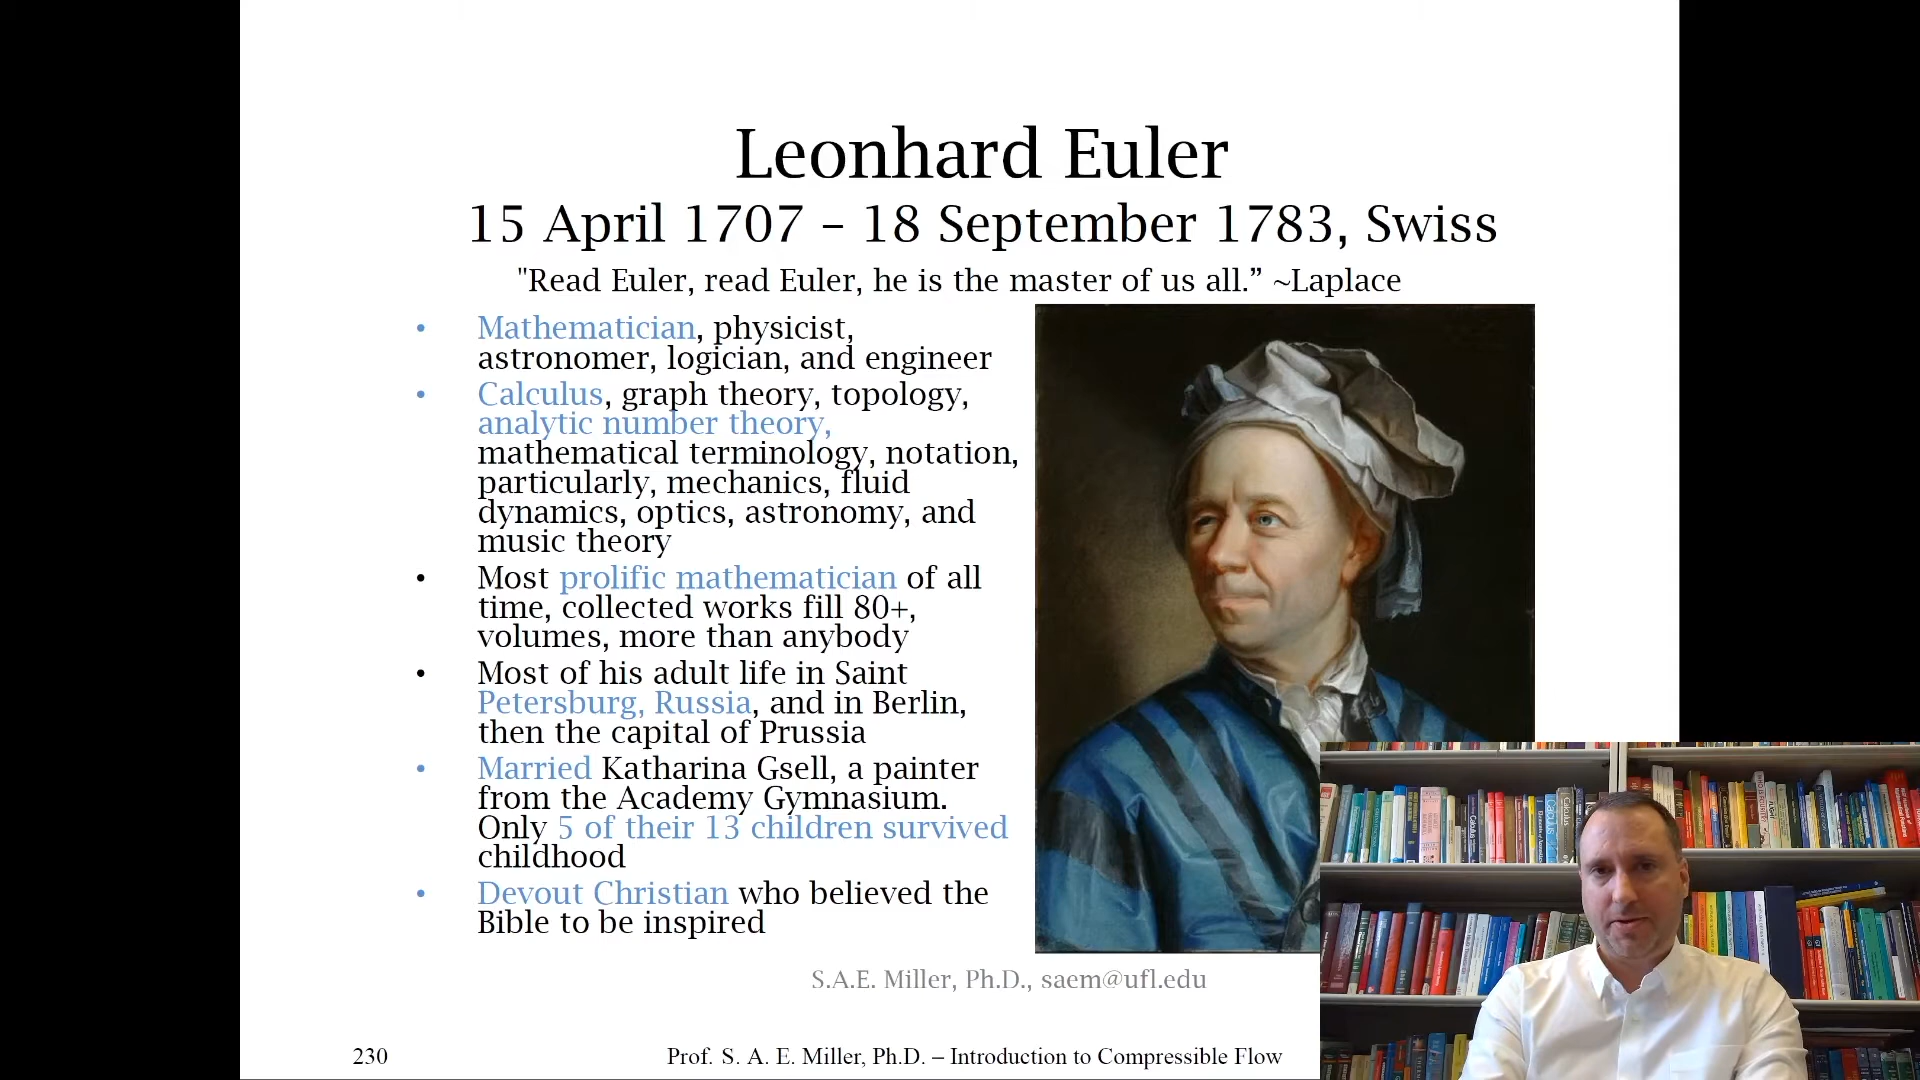 Leonhard Euler
15 April 1707 – 18 September 1783, Swiss
"Read Euler, read Euler, he is the master of us all.” ~Laplace
• Mathematician, physicist,
astronomer, logician, and engineer
• Calculus, graph theory, topology,
analytic number theory,
mathematical terminology, notation,
particularly, mechanics, fluid
dynamics, optics, astronomy, and
music theory
• Most prolific mathematician of all
time, collected works fill 80+,
volumes, more than anybody
• Most of his adult life in Saint
Petersburg, Russia, and in Berlin,
then the capital of Prussia
• Married Katharina Gsell, a painter
from the Academy Gymnasium.
Only 5 of their 13 children survived
childhood
• Devout Christian who believed the
Bible to be inspired
S.A.E. Miller, Ph.D., saem@ufl.edu
230
Prof. S. A. E. Miller, Ph.D. – Introduction to Compressible Flow